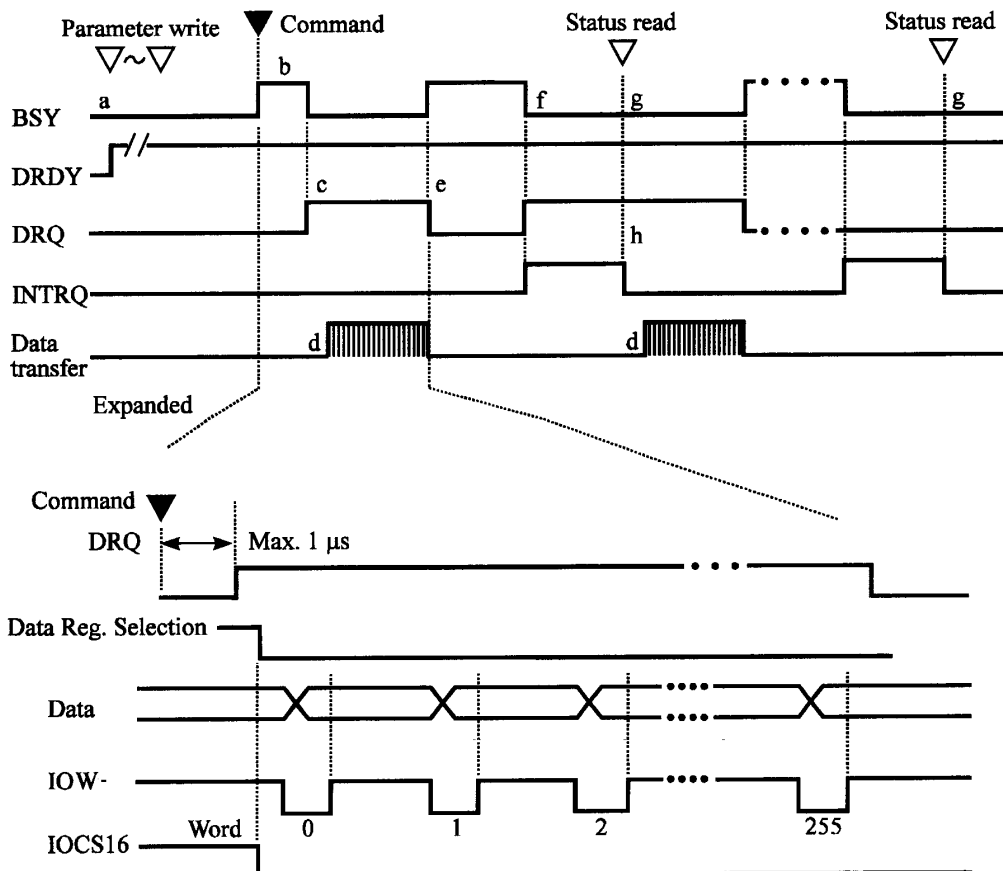 Parameter write Command Status read Status read
~
a b f g g
BSY
DRDY
c e
DRQ h
INTRQ
Data transfer d d
Expanded
Command
DRQ Max. 1 μs
Data Reg. Selection
Data
IOW-
Word 0 1 2 255
IOCS16